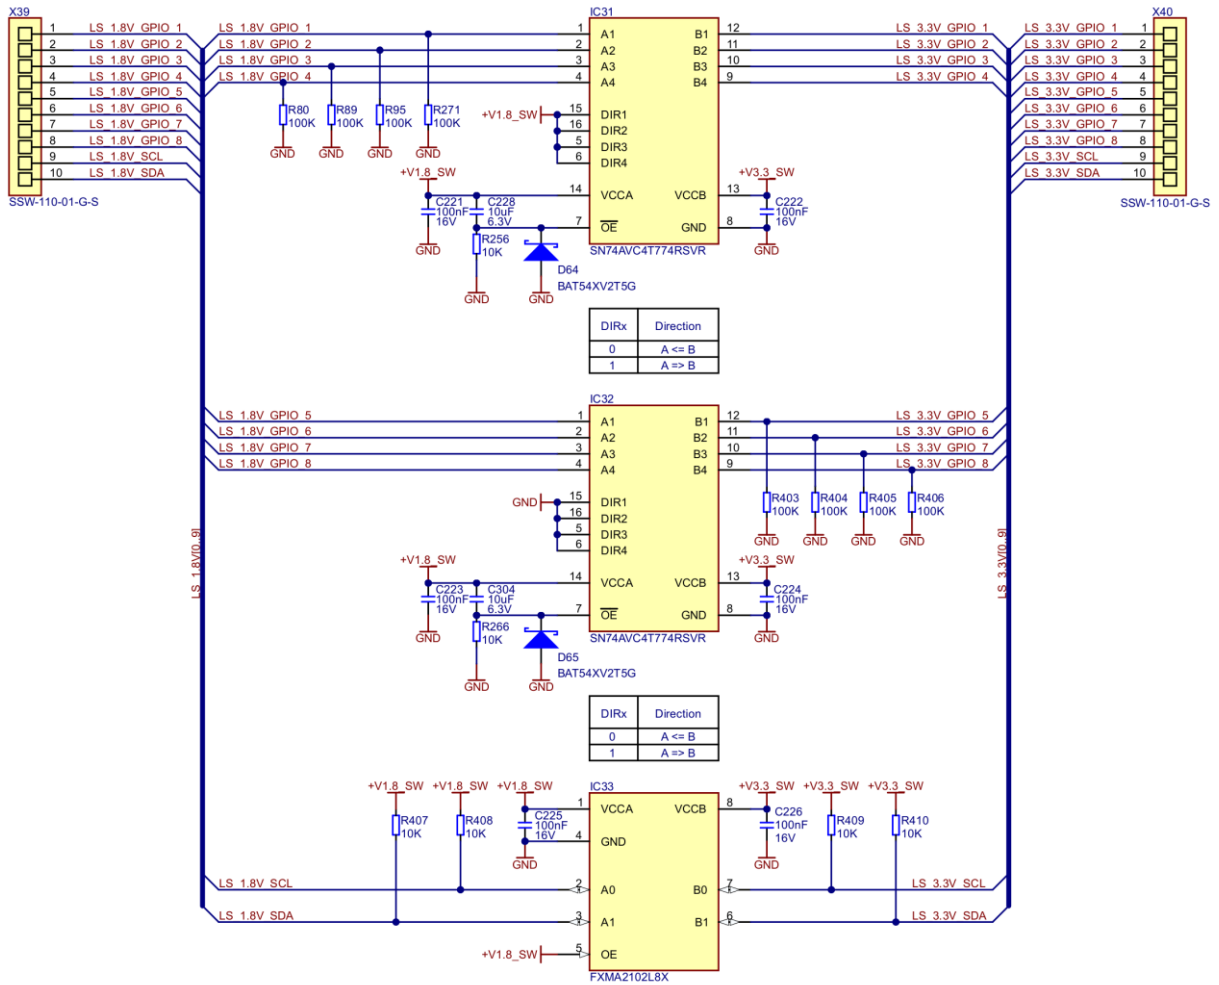 X39
1 LS_1.8V_GPIO_1
2 LS_1.8V_GPIO_2
3 LS_1.8V_GPIO_3
4 LS_1.8V_GPIO_4
5 LS_1.8V_GPIO_5
6 LS_1.8V_GPIO_6
7 LS_1.8V_GPIO_7
8 LS_1.8V_GPIO_8
9 LS_1.8V_SCL
10 LS_1.8V_SDA
SSW-110-01-G-S
LS_1.8V_GPIO_1
LS_1.8V_GPIO_2
LS_1.8V_GPIO_3
LS_1.8V_GPIO_4
R80
100K
GND
R89
100K
GND
R95
100K
GND
R271
100K
GND
IC31
1 A1 B1 12
2 A2 B2 11
3 A3 B3 10
4 A4 B4 9
+V1.8_SW 15 DIR1
16 DIR2
5 DIR3
6 DIR4
14 VCCA VCCB 13
7 OE GND 8
SN74AVC4T774RSVR
+V1.8_SW
C221
100nF
16V
GND
C228
10uF
6.3V
R256
10K
GND
D64
BAT54XV2T5G
GND
+V3.3_SW
C222
100nF
16V
GND
LS_3.3V_GPIO_1
LS_3.3V_GPIO_2
LS_3.3V_GPIO_3
LS_3.3V_GPIO_4
X40
LS_3.3V_GPIO_1 1
LS_3.3V_GPIO_2 2
LS_3.3V_GPIO_3 3
LS_3.3V_GPIO_4 4
LS_3.3V_GPIO_5 5
LS_3.3V_GPIO_6 6
LS_3.3V_GPIO_7 7
LS_3.3V_GPIO_8 8
LS_3.3V_SCL 9
LS_3.3V_SDA 10
SSW-110-01-G-S
DIRx Direction
0 A <= B
1 A => B
LS_1.8V_GPIO_5
LS_1.8V_GPIO_6
LS_1.8V_GPIO_7
LS_1.8V_GPIO_8
IC32
1 A1 B1 12
2 A2 B2 11
3 A3 B3 10
4 A4 B4 9
GND 15 DIR1
16 DIR2
5 DIR3
6 DIR4
14 VCCA VCCB 13
7 OE GND 8
SN74AVC4T774RSVR
LS_3.3V_GPIO_5
LS_3.3V_GPIO_6
LS_3.3V_GPIO_7
LS_3.3V_GPIO_8
R403
100K
GND
R404
100K
GND
R405
100K
GND
R406
100K
GND
+V1.8_SW
C223
100nF
16V
GND
C304
10uF
6.3V
R266
10K
GND
D65
BAT54XV2T5G
GND
+V3.3_SW
C224
100nF
16V
GND
LS_1.8V[0..9]
LS_3.3V[0..9]
DIRx Direction
0 A <= B
1 A => B
+V1.8_SW
R407
10K
+V1.8_SW
R408
10K
+V1.8_SW
C225
100nF
16V
GND
IC33
1 VCCA VCCB 8
4 GND
2 A0 B0 7
3 A1 B1 6
+V1.8_SW 5 OE
FXMA2102L8X
+V3.3_SW
C226
100nF
16V
GND
+V3.3_SW
R409
10K
+V3.3_SW
R410
10K
LS_1.8V_SCL
LS_3.3V_SCL
LS_1.8V_SDA
LS_3.3V_SDA